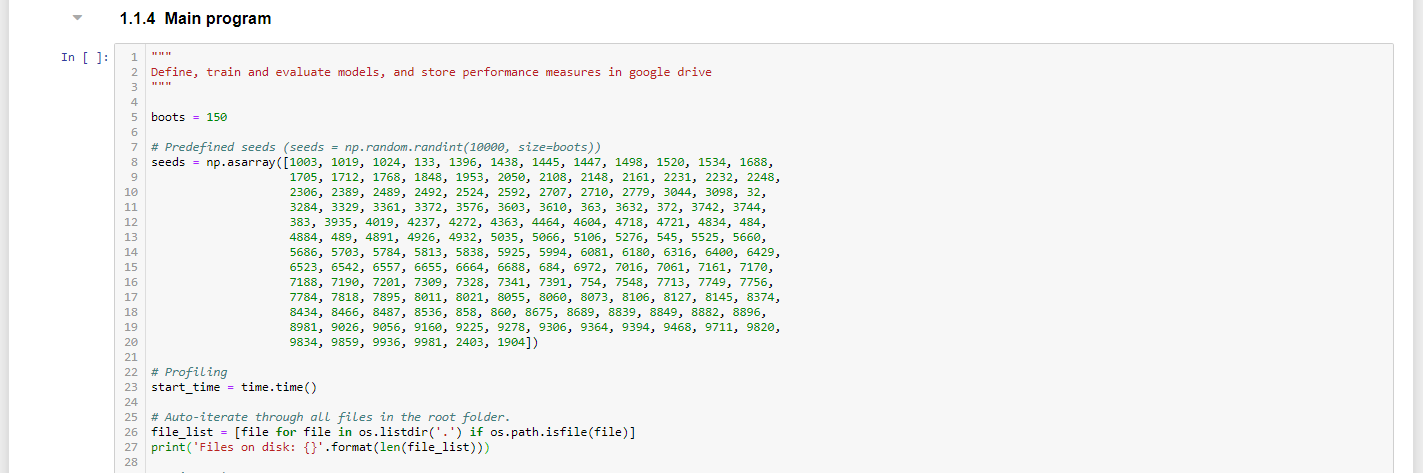 1.1.4 Main program
In [ ]:
1 """
2 Define, train and evaluate models, and store performance measures in google drive
3 """
4
5 boots = 150
6
7 # Predefined seeds (seeds = np.random.randint(10000, size=boots))
8 seeds = np.asarray([1003, 1019, 1024, 133, 1396, 1438, 1445, 1447, 1498, 1520, 1534, 1688,
9 1705, 1712, 1768, 1848, 1953, 2050, 2108, 2148, 2161, 2231, 2232, 2248,
10 2306, 2389, 2489, 2492, 2524, 2592, 2707, 2710, 2779, 3044, 3098, 32,
11 3284, 3329, 3361, 3372, 3576, 3603, 3610, 363, 3632, 372, 3742, 3744,
12 383, 3935, 4019, 4237, 4272, 4363, 4464, 4604, 4718, 4721, 4834, 484,
13 4884, 489, 4891, 4926, 4932, 5035, 5066, 5106, 5276, 545, 5525, 5660,
14 5686, 5703, 5784, 5813, 5838, 5925, 5994, 6081, 6180, 6316, 6400, 6429,
15 6523, 6542, 6557, 6655, 6664, 6688, 684, 6972, 7016, 7061, 7161, 7170,
16 7188, 7190, 7201, 7309, 7328, 7341, 7391, 754, 7548, 7713, 7749, 7756,
17 7784, 7818, 7895, 8011, 8021, 8055, 8060, 8073, 8106, 8127, 8145, 8374,
18 8434, 8466, 8487, 8536, 858, 860, 8675, 8689, 8839, 8849, 8882, 8896,
19 8981, 9026, 9056, 9160, 9225, 9278, 9306, 9364, 9394, 9468, 9711, 9820,
20 9834, 9859, 9936, 9981, 2403, 1904])
21
22 # Profiling
23 start_time = time.time()
24
25 # Auto-iterate through all files in the root folder.
26 file_list = [file for file in os.listdir('.') if os.path.isfile(file)]
27 print('Files on disk: {}'.format(len(file_list)))
28